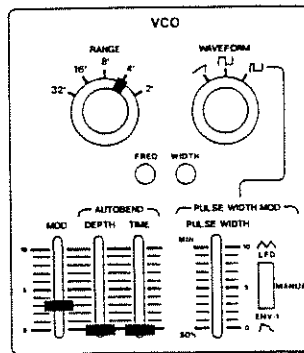 VCO
RANGE WAVEFORM
8'
16' 4'
32' 2'
FREQ WIDTH
AUTOBEND PULSE WIDTH MOD
MOD DEPTH TIME PULSE WIDTH
10 MIN 10
LFO
5 5 MANUAL
ENV-1
0 50% 0